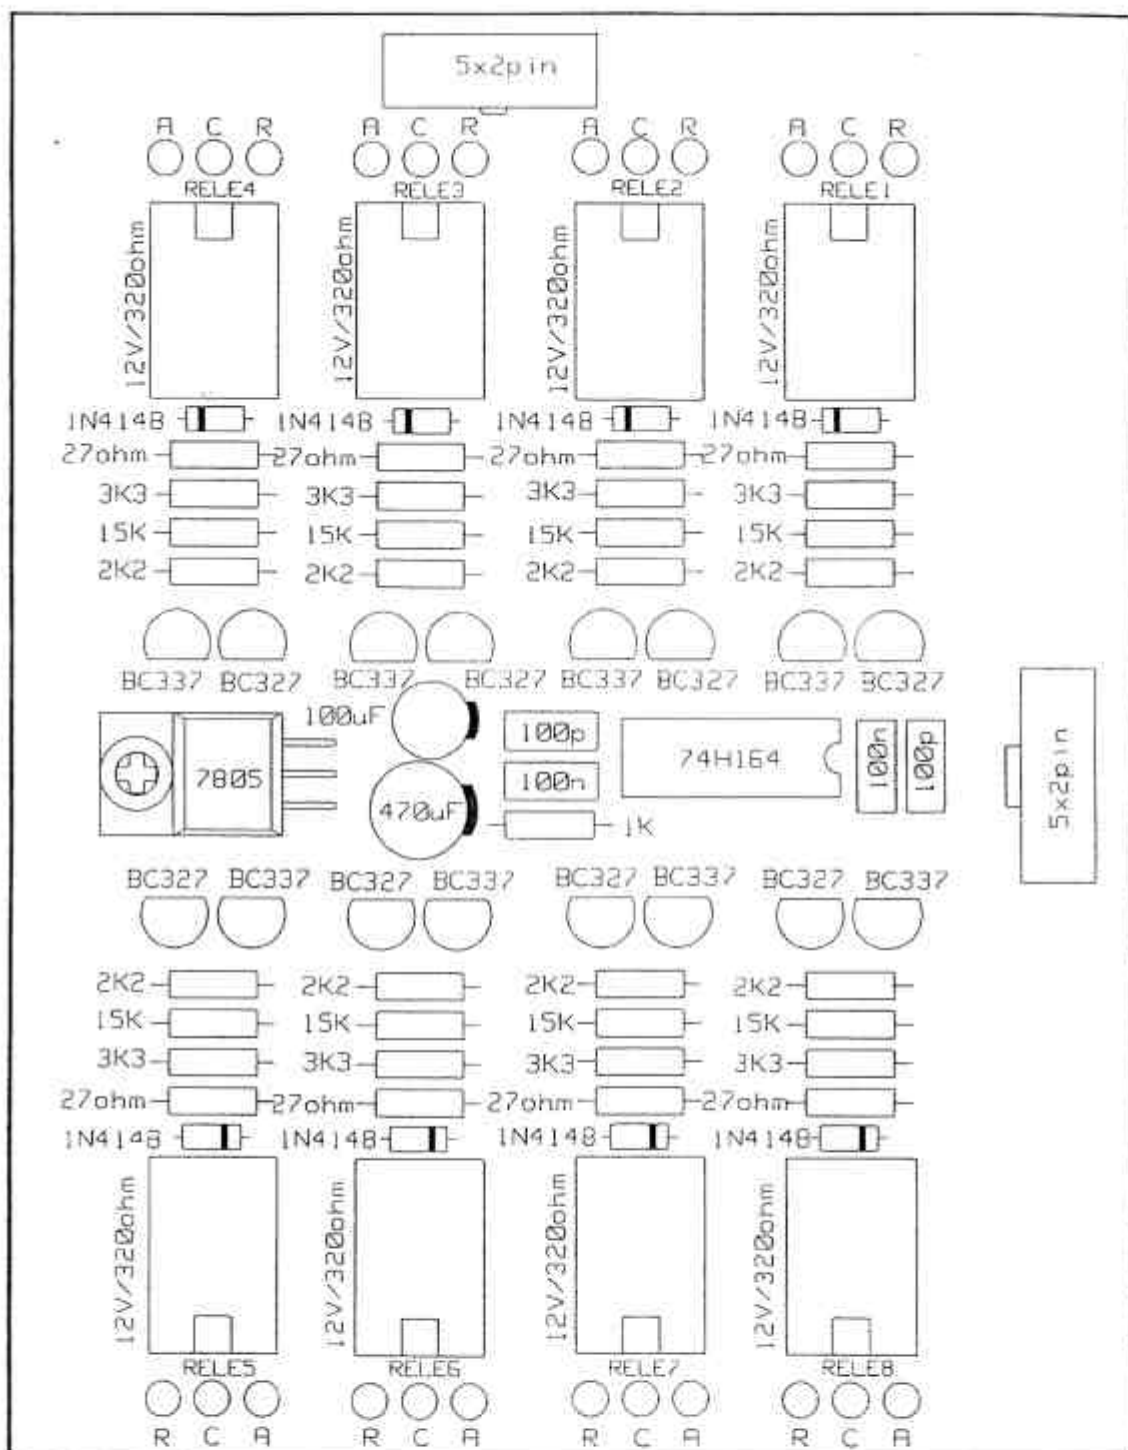 5x2pin
A C R A C R A C R A C R
RELE4 RELE3 RELE2 RELE1
12V/320ohm 12V/320ohm 12V/320ohm 12V/320ohm
1N4148 1N4148 1N4148 1N4148
27ohm 27ohm 27ohm 27ohm
3K3 3K3 3K3 3K3
15K 15K 15K 15K
2K2 2K2 2K2 2K2
BC337 BC327 BC337 BC327 BC337 BC327 BC337 BC327
100uF
100p
74H164
100n
100p
5x2pin
7805
100n
470uF
1K
BC327 BC337 BC327 BC337 BC327 BC337 BC327 BC337
2K2 2K2 2K2 2K2
15K 15K 15K 15K
3K3 3K3 3K3 3K3
27ohm 27ohm 27ohm 27ohm
1N4148 1N4148 1N4148 1N4148
12V/320ohm 12V/320ohm 12V/320ohm 12V/320ohm
RELE5 RELE6 RELE7 RELE8
R C A R C A R C A R C A